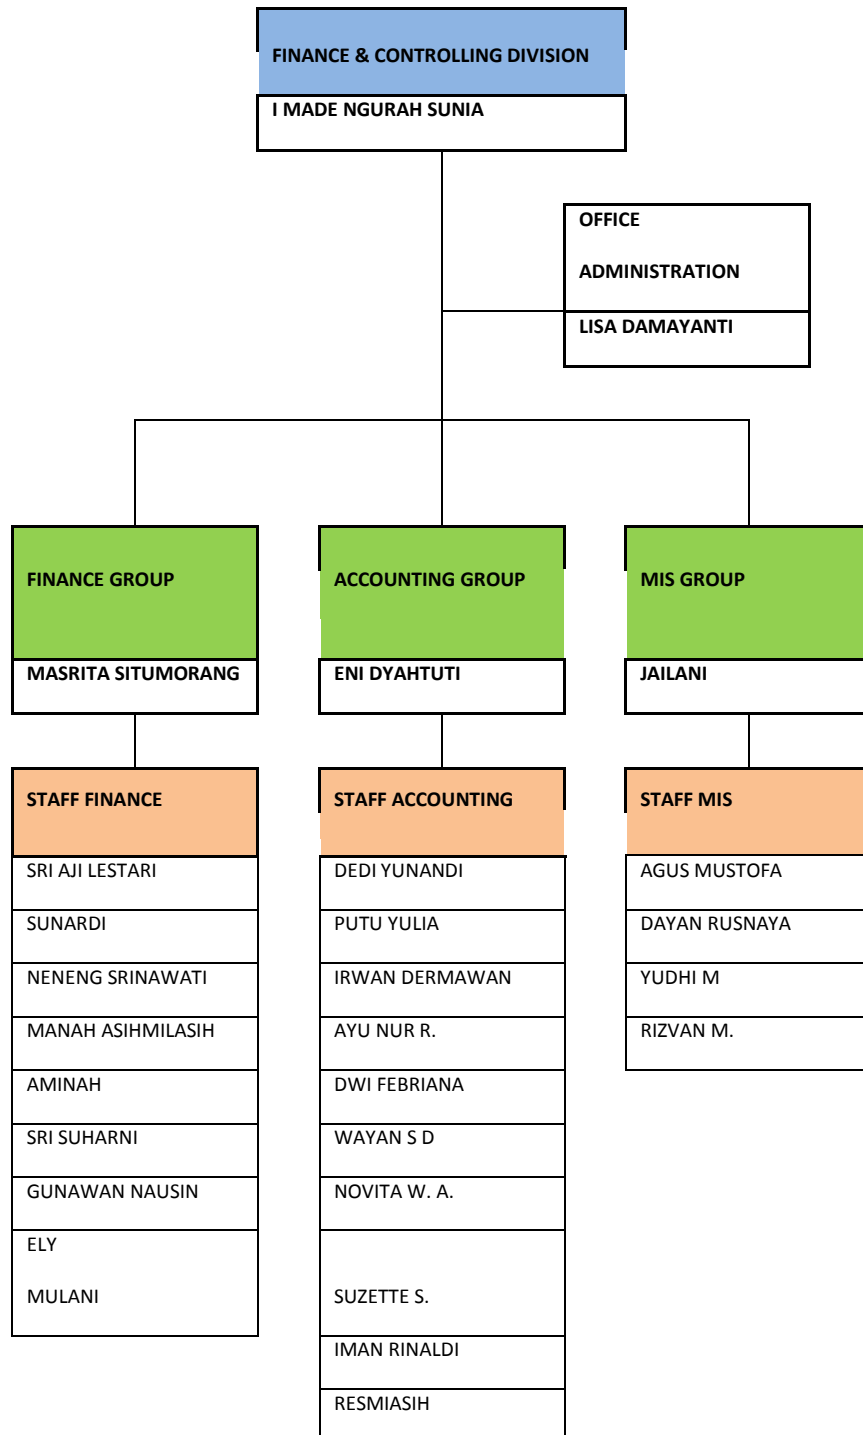 FINANCE & CONTROLLING DIVISION
I MADE NGURAH SUNIA
OFFICE
ADMINISTRATION
LISA DAMAYANTI
FINANCE GROUP
MASRITA SITUMORANG
ACCOUNTING GROUP
ENI DYAHTUTI
MIS GROUP
JAILANI
STAFF FINANCE
SRI AJI LESTARI
SUNARDI
NENENG SRINAWATI
MANAH ASIHMILASIH
AMINAH
SRI SUHARNI
GUNAWAN NAUSIN
ELY
MULANI
STAFF ACCOUNTING
DEDI YUNANDI
PUTU YULIA
IRWAN DERMAWAN
AYU NUR R.
DWI FEBRIANA
WAYAN S D
NOVITA W. A.
SUZETTE S.
IMAN RINALDI
RESMIASIH
STAFF MIS
AGUS MUSTOFA
DAYAN RUSNAYA
YUDHI M
RIZVAN M.